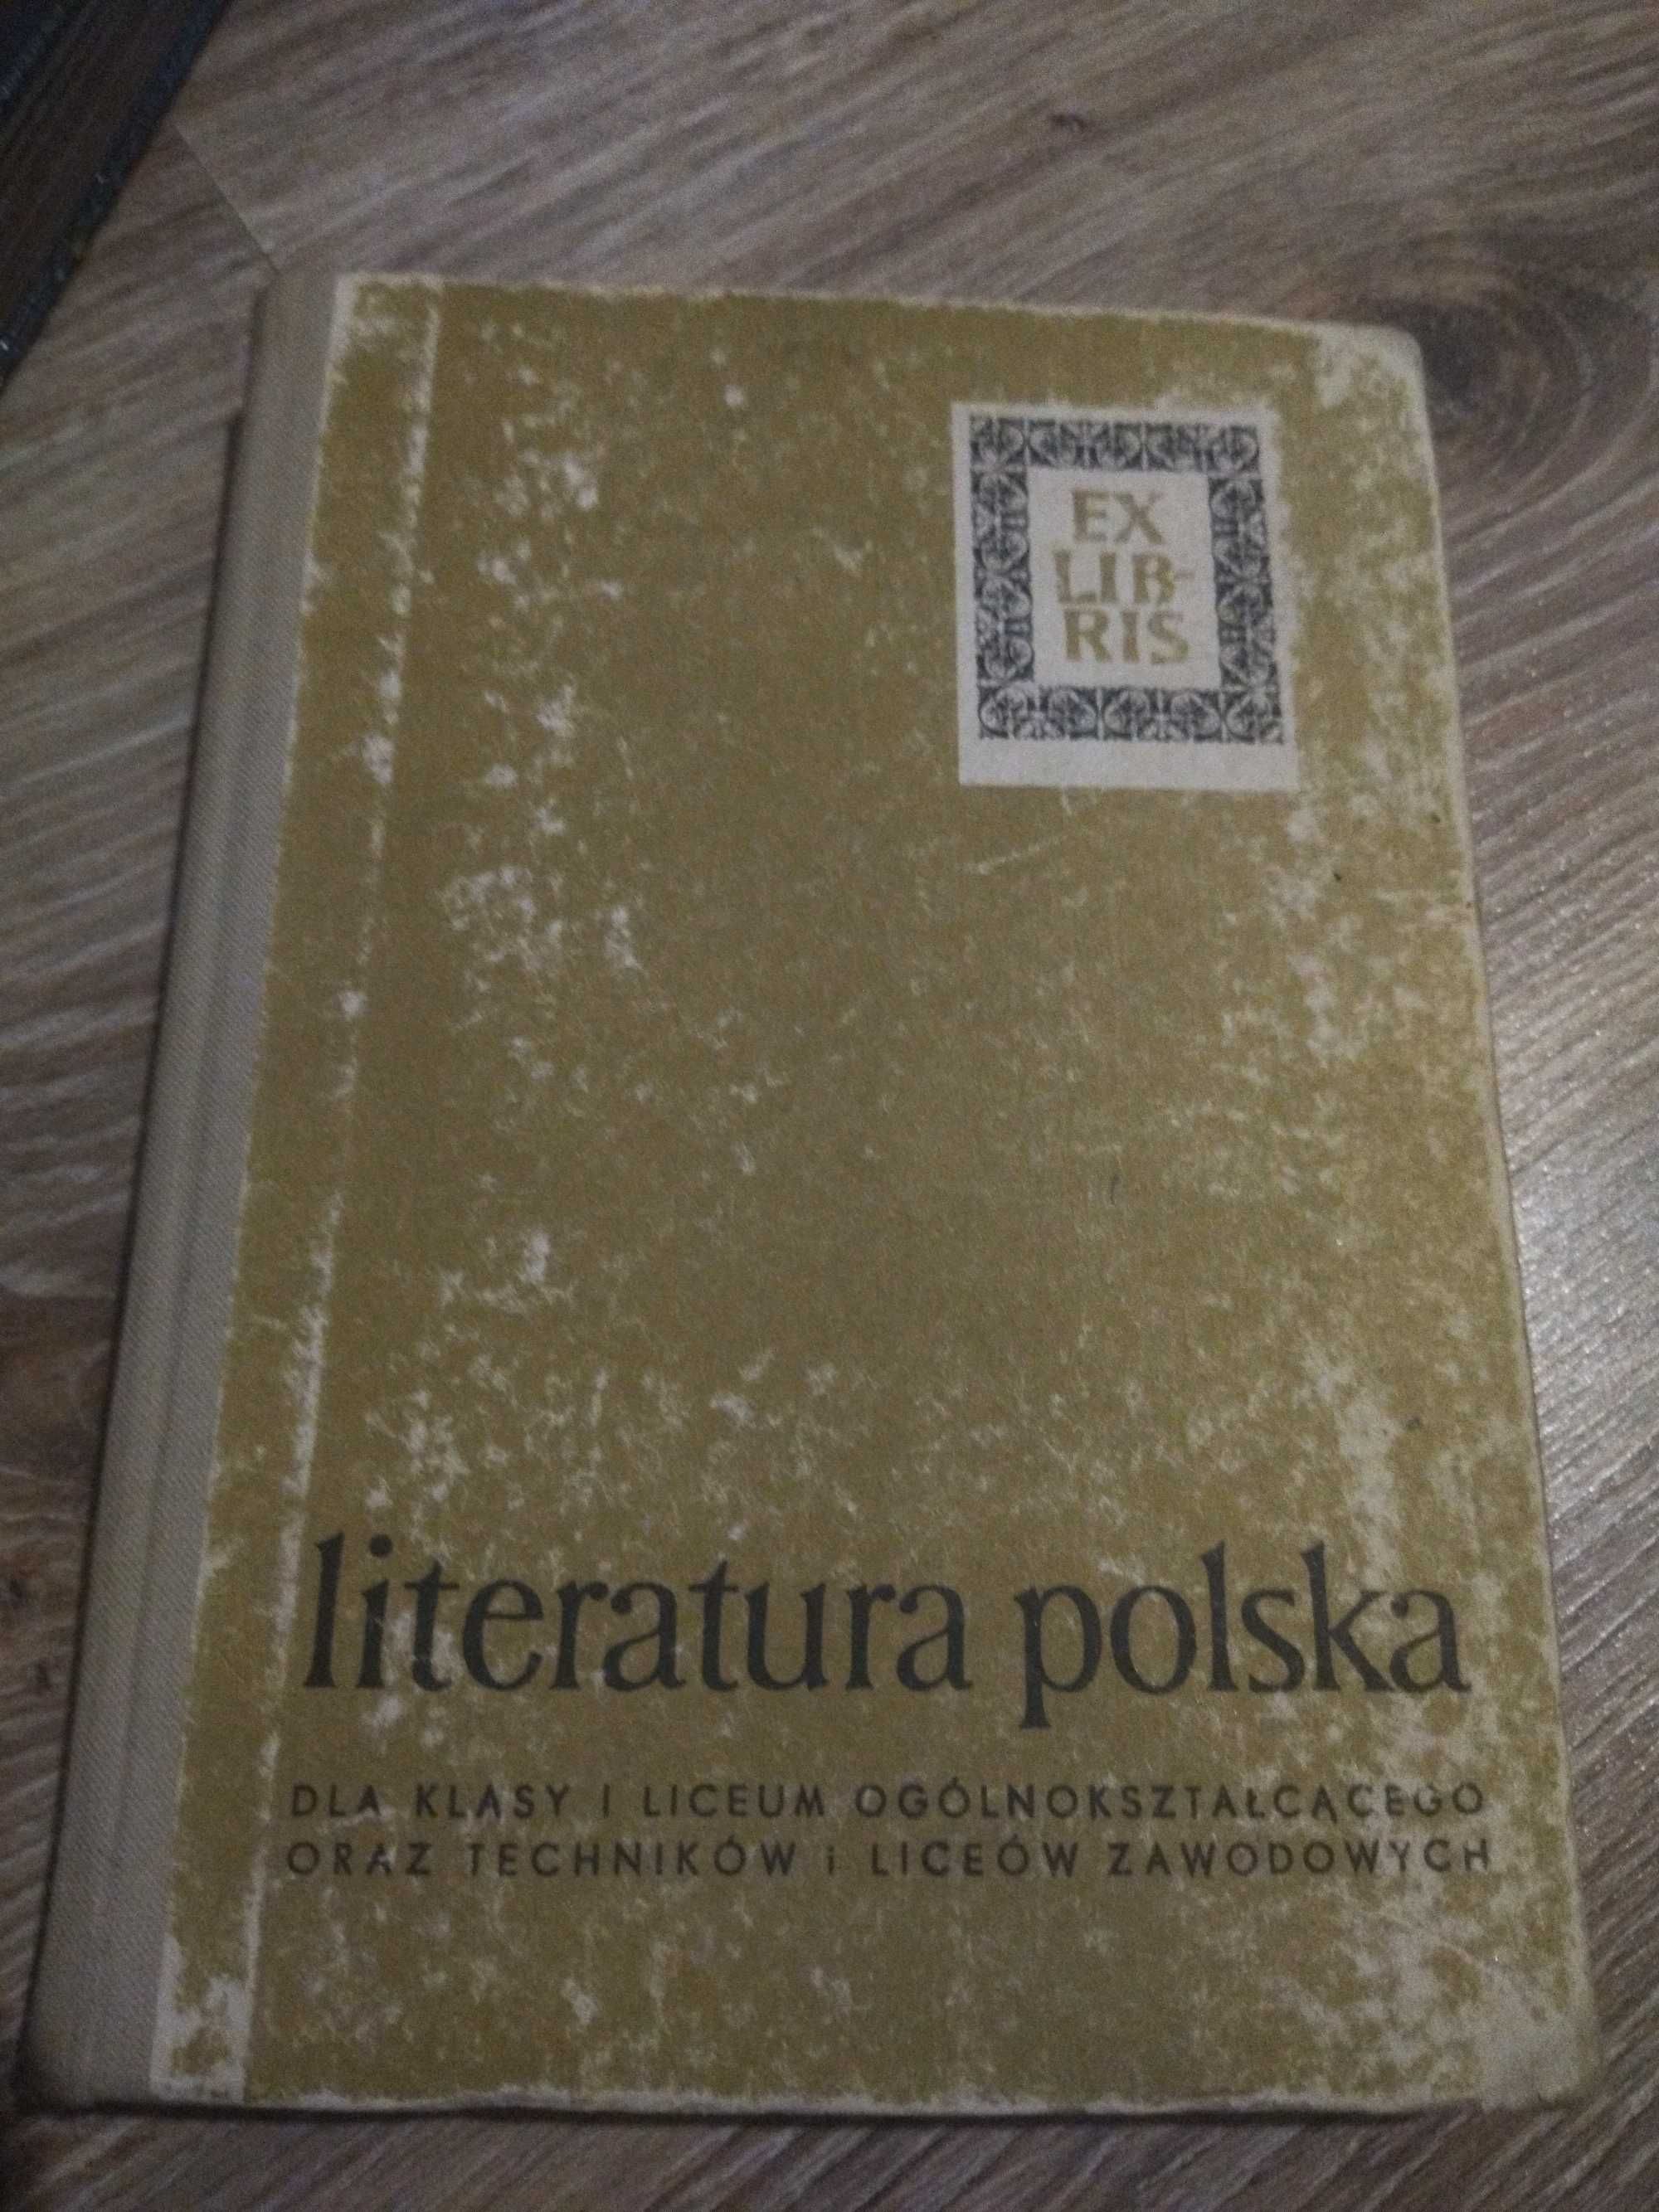 EX
LIB-
RIS
literatura polska
DLA KLASY I LICEUM OGÓLNOKSZTAŁCĄCEGO
ORAZ TECHNIKÓW i LICEÓW ZAWODOWYCH